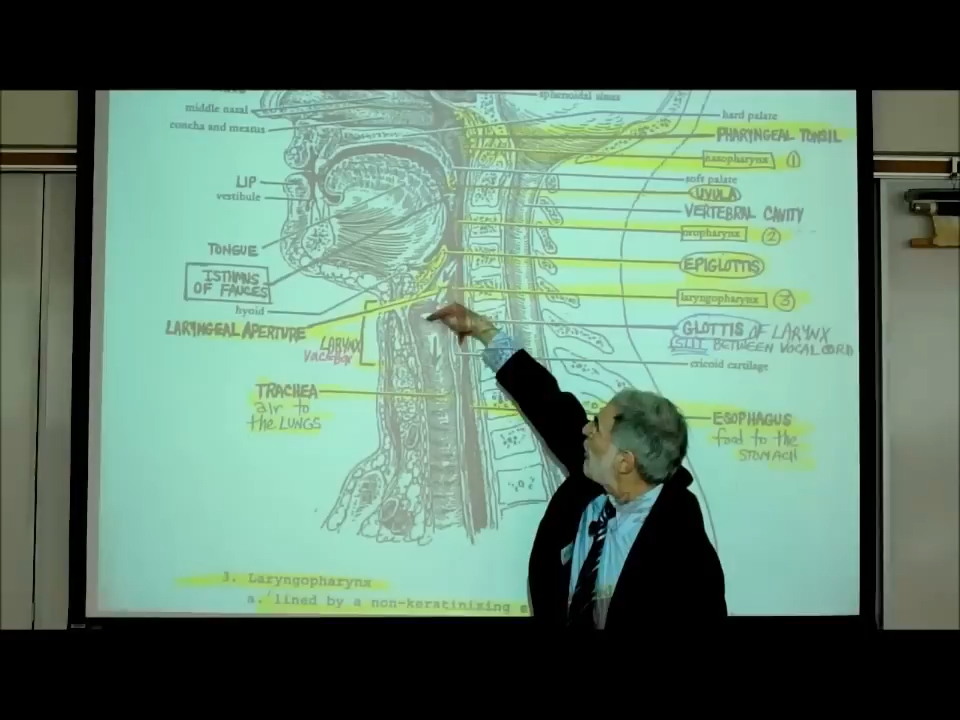 middle nasal
concha and meatus
LIP
vestibule
TONGUE
ISTHMUS
OF FAUCES
hyoid
LARYNGEAL APERTURE
LARYNX
VOICEBOX
TRACHEA
air to
the LUNGS
sphenoidal sinus
hard palate
PHARYNGEAL TONSIL
nasopharynx 1
soft palate
UVULA
VERTEBRAL CAVITY
oropharynx 2
EPIGLOTTIS
laryngopharynx 3
GLOTTIS OF LARYNX
SLIT BETWEEN VOCAL CORD
cricoid cartilage
ESOPHAGUS
food to the
STOMACH
3. Laryngopharynx
a. lined by a non-keratinizing